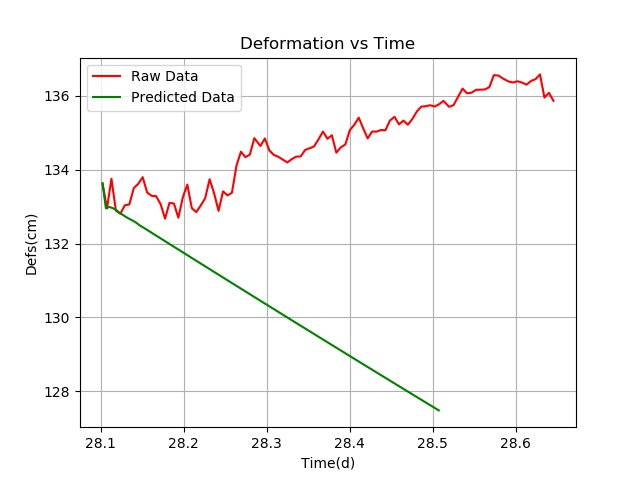 Deformation vs Time
Raw Data
Predicted Data
Defs(cm)
136
134
132
130
128
28.1 28.2 28.3 28.4 28.5 28.6
Time(d)